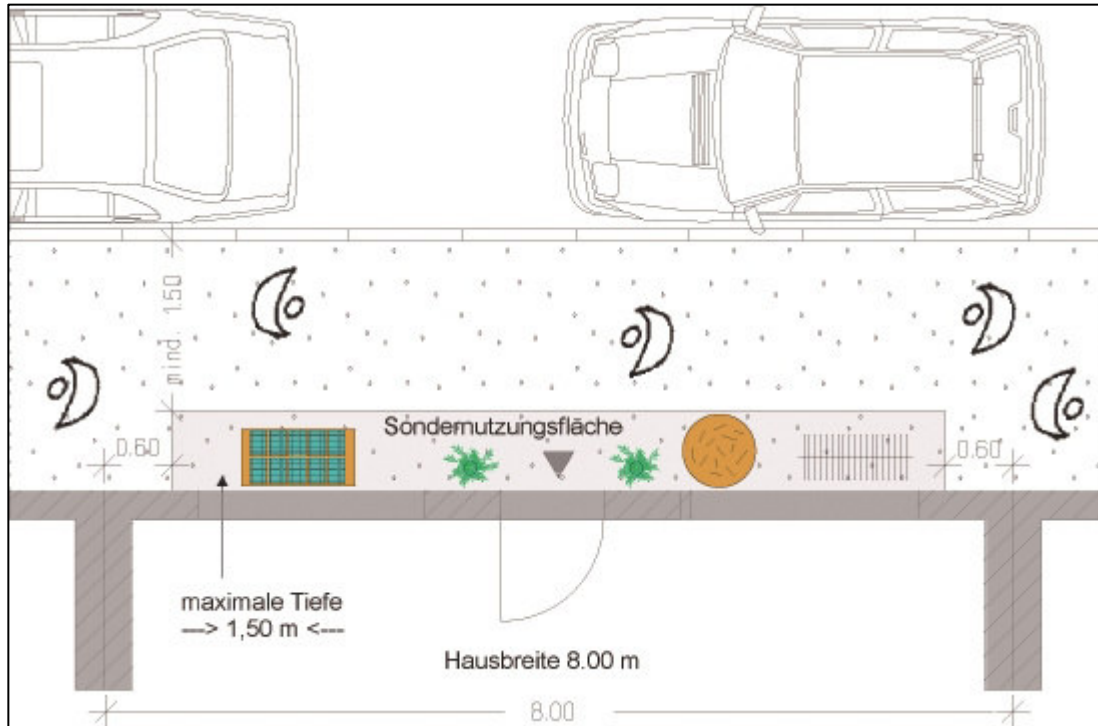 mind. 1.50
Sondernutzungsfläche
0.60
0.60
maximale Tiefe
---> 1,50 m <---
Hausbreite 8.00 m
8.00